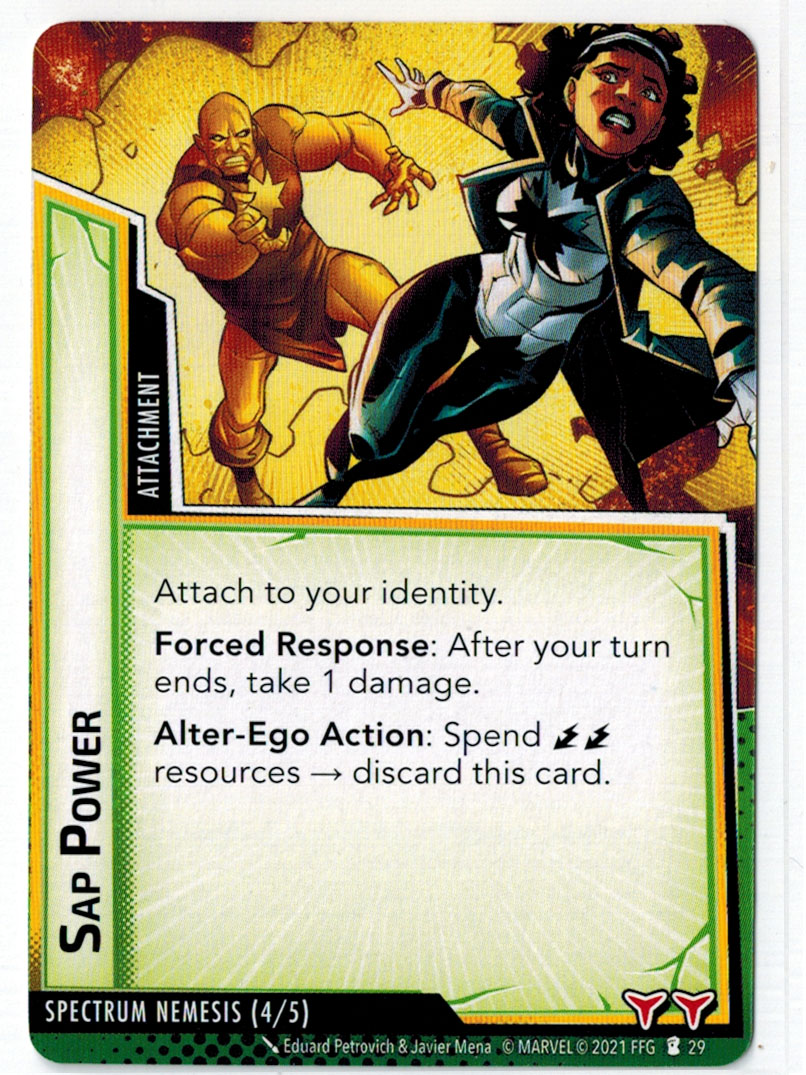 ATTACHMENT
SAP POWER
Attach to your identity.
Forced Response: After your turn
ends, take 1 damage.
Alter-Ego Action: Spend
resources → discard this card.
SPECTRUM NEMESIS (4/5)
Eduard Petrovich & Javier Mena © MARVEL © 2021 FFG 29